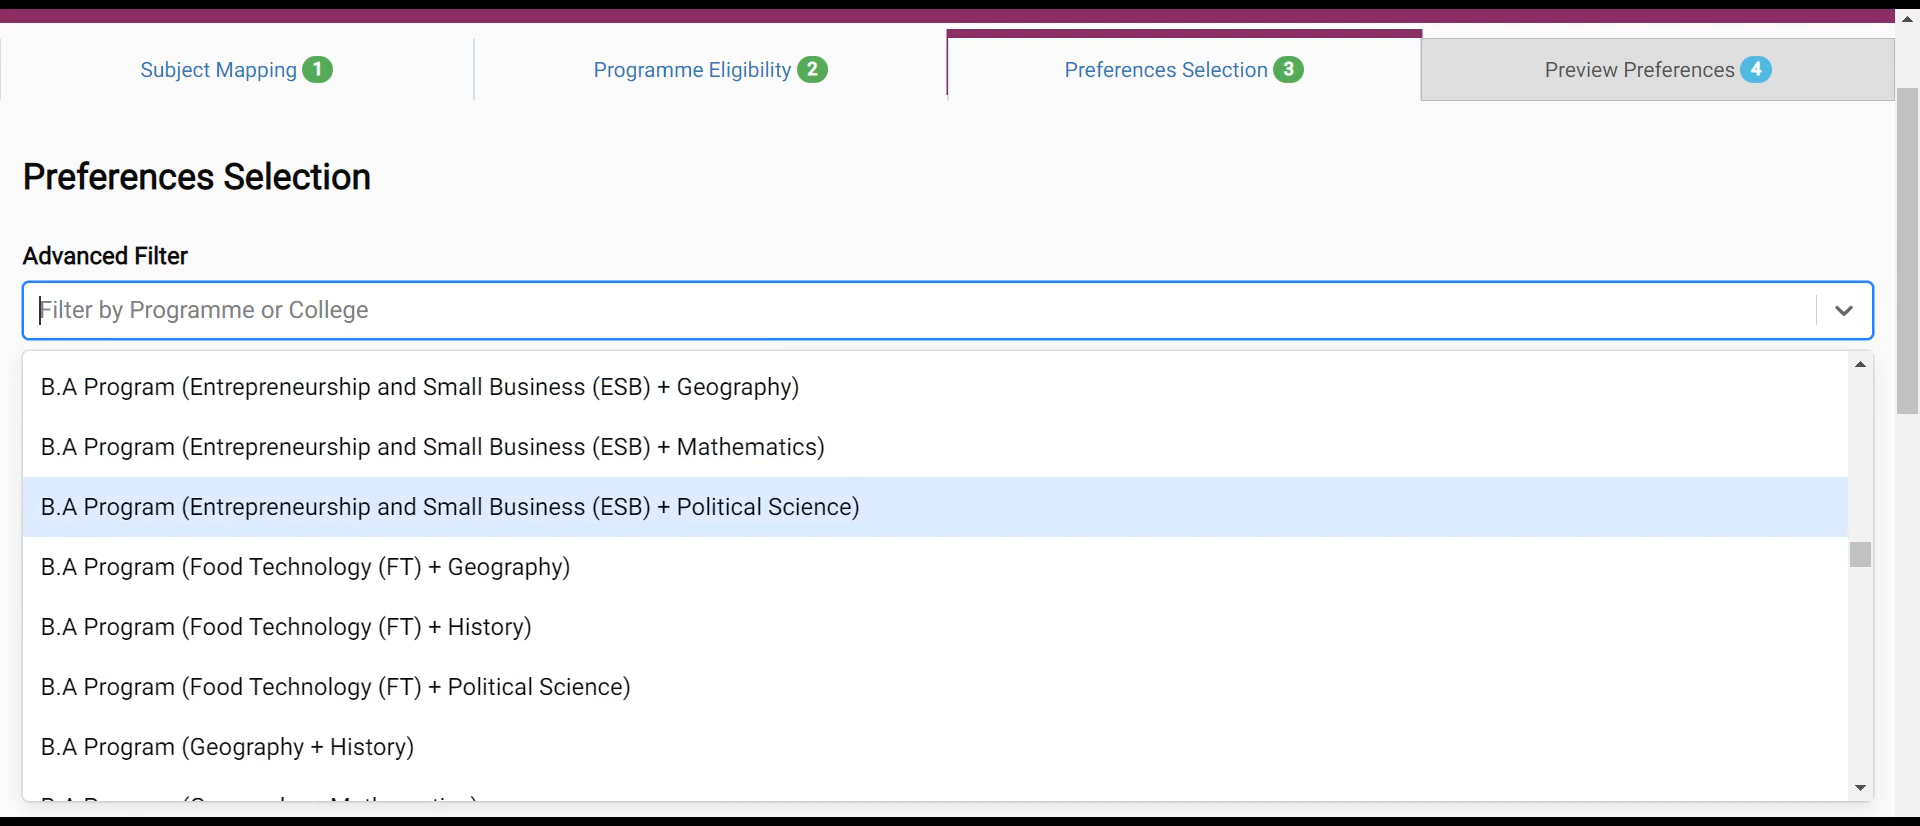 Subject Mapping 1
Programme Eligibility 2
Preferences Selection 3
Preview Preferences 4
Preferences Selection
Advanced Filter
Filter by Programme or College
B.A Program (Entrepreneurship and Small Business (ESB) + Geography)
B.A Program (Entrepreneurship and Small Business (ESB) + Mathematics)
B.A Program (Entrepreneurship and Small Business (ESB) + Political Science)
B.A Program (Food Technology (FT) + Geography)
B.A Program (Food Technology (FT) + History)
B.A Program (Food Technology (FT) + Political Science)
B.A Program (Geography + History)